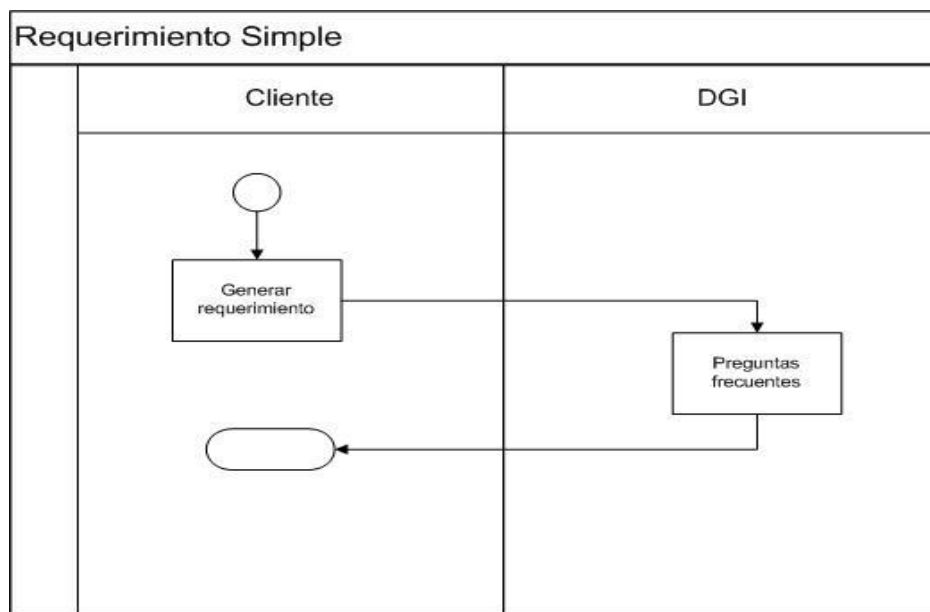 Requerimiento Simple
Cliente
DGI
Generar
requerimiento
Preguntas
frecuentes